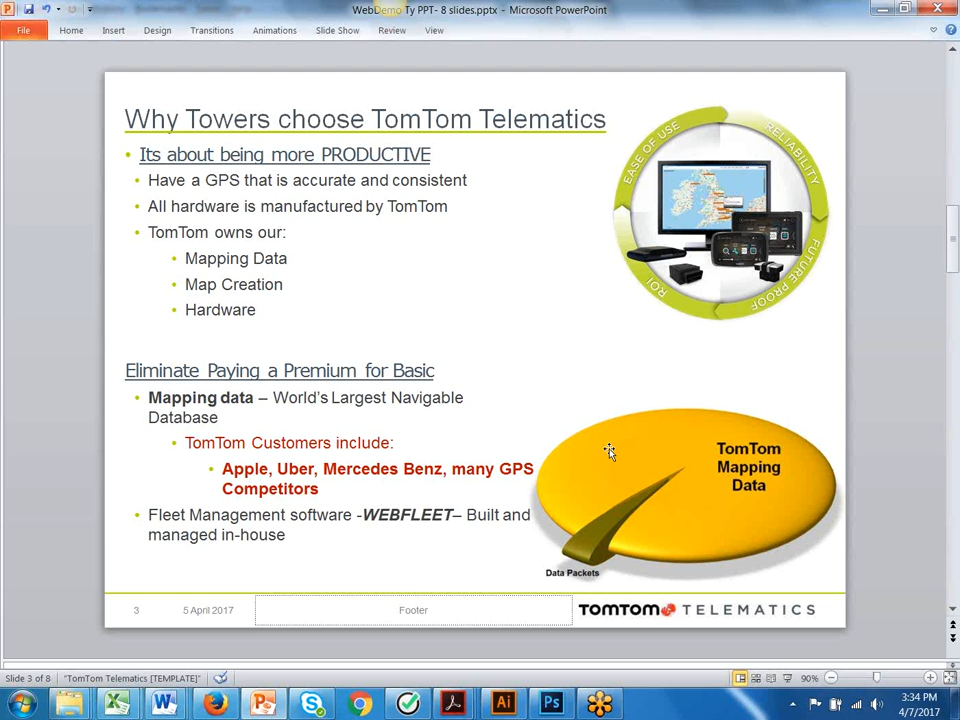 WebDemo Ty PPT- 8 slides.pptx - Microsoft PowerPoint
File Home Insert Design Transitions Animations Slide Show Review View
Why Towers choose TomTom Telematics
• Its about being more PRODUCTIVE
• Have a GPS that is accurate and consistent
• All hardware is manufactured by TomTom
• TomTom owns our:
• Mapping Data
• Map Creation
• Hardware
EASE OF USE
RELIABILITY
FUTURE PROOF
ROI
Eliminate Paying a Premium for Basic
• Mapping data – World's Largest Navigable
Database
• TomTom Customers include:
• Apple, Uber, Mercedes Benz, many GPS
Competitors
• Fleet Management software -WEBFLEET– Built and
managed in-house
TomTom
Mapping
Data
Data Packets
3 5 April 2017 Footer TOMTOM TELEMATICS
Slide 3 of 8 "TomTom Telematics [TEMPLATE]" 90%
3:34 PM
4/7/2017